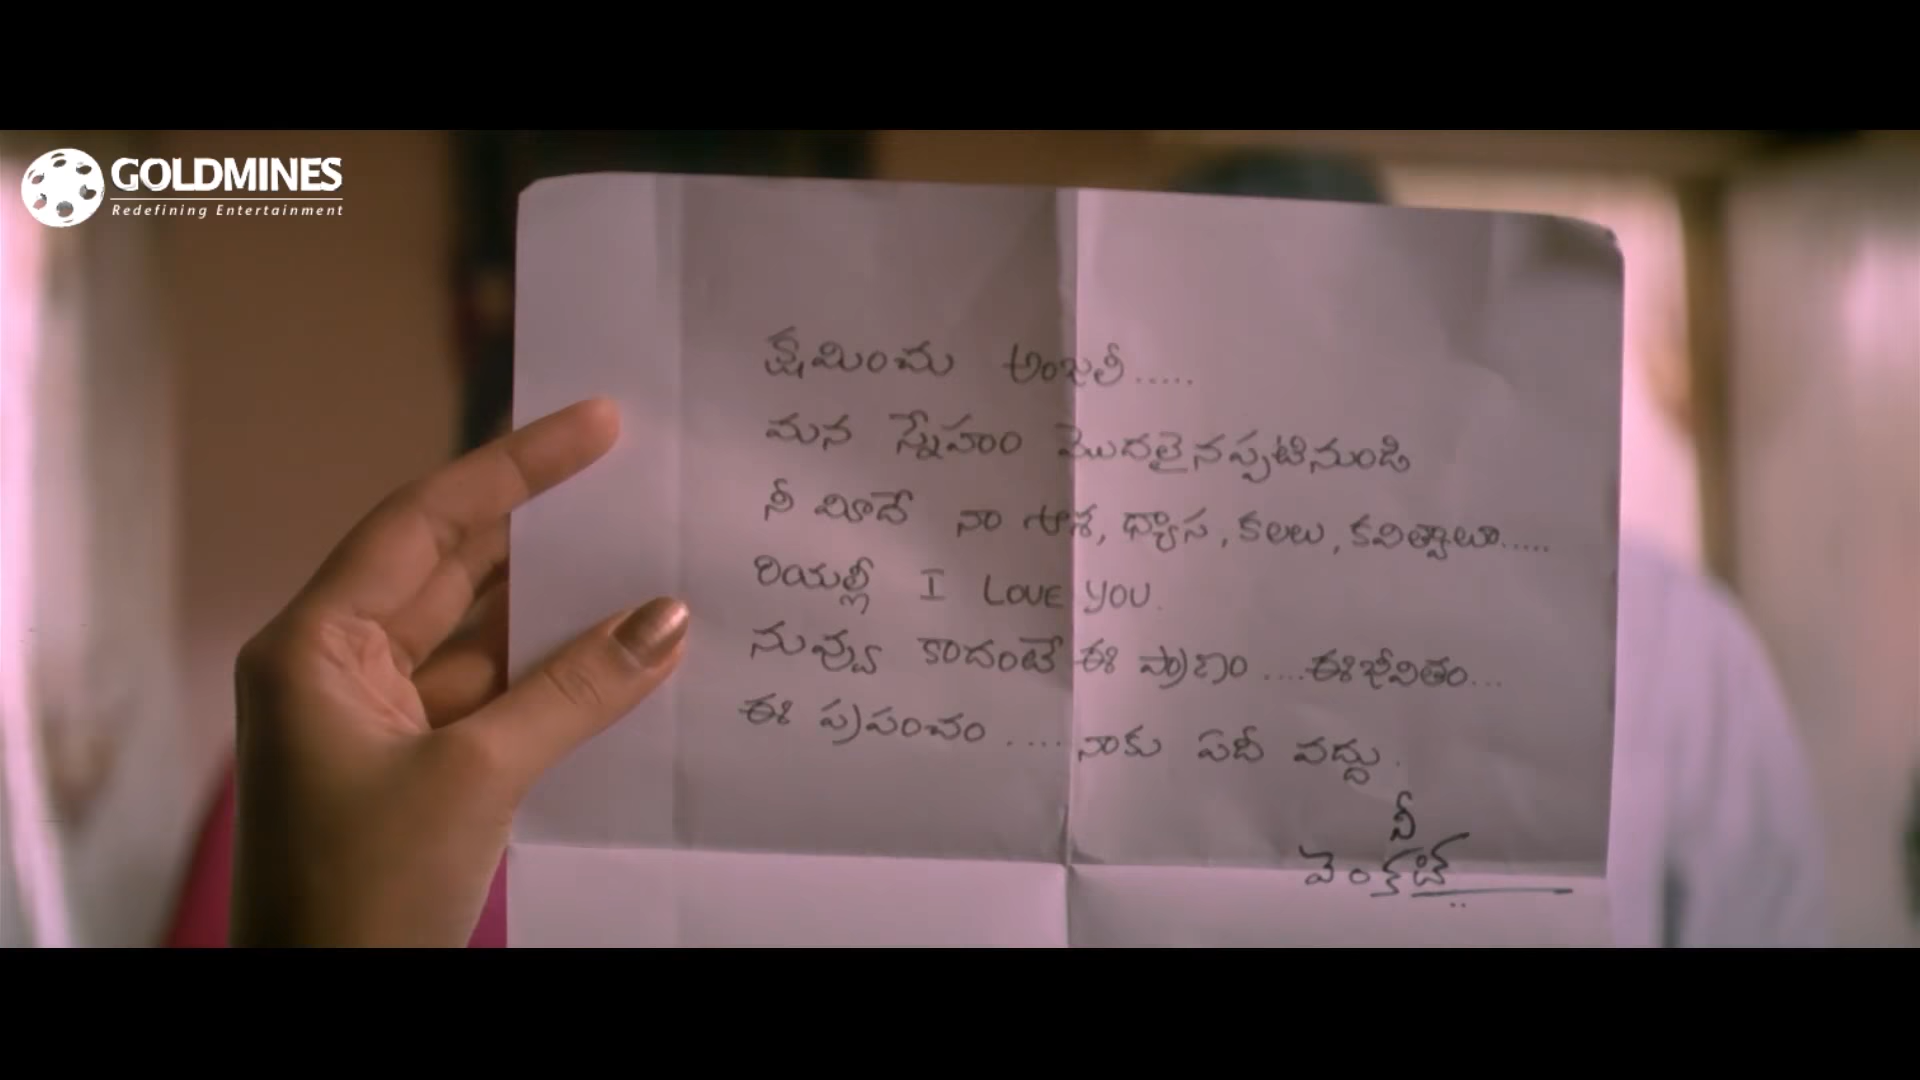 GOLDMINES
Redefining Entertainment
క్షమించు అంజలీ.....
మన స్నేహం మొదలైనప్పటినుండి
నీ మీదే నా ఆశ, ధ్యాస, కలలు, కవిత్వాలూ.....
రియల్లీ I LOVE YOU.
నువ్వు కాదంటే ఈ ప్రాణం ....ఈజీవితం...
ఈ ప్రపంచం ....నాకు ఏదీ వద్దు.
నీ
వెంకట్